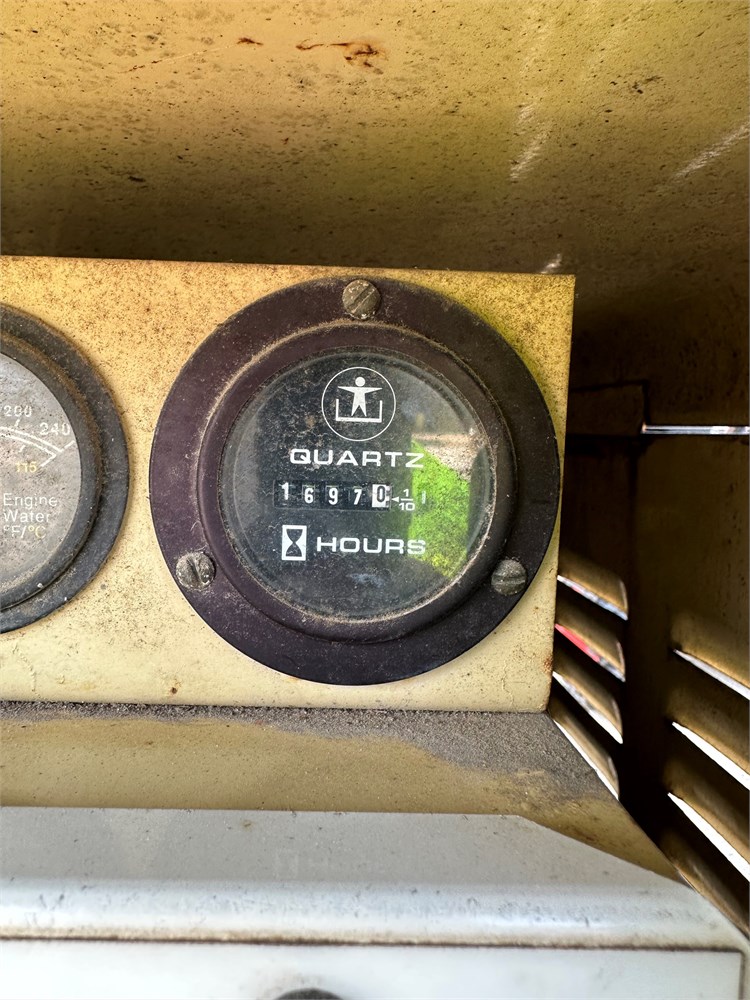 200
240
115
Engine
Water
°F/°C
QUARTZ
16970 1/10
HOURS